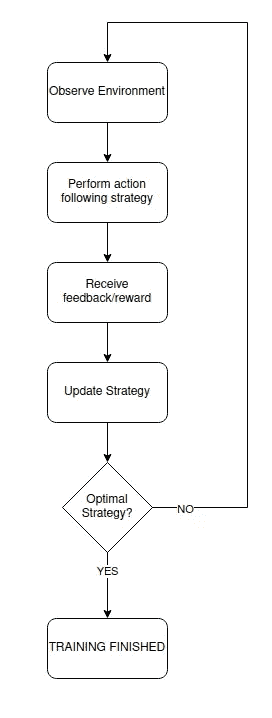 Observe Environment
Perform action
following strategy
Receive
feedback/reward
Update Strategy
Optimal
Strategy?
NO
YES
TRAINING FINISHED